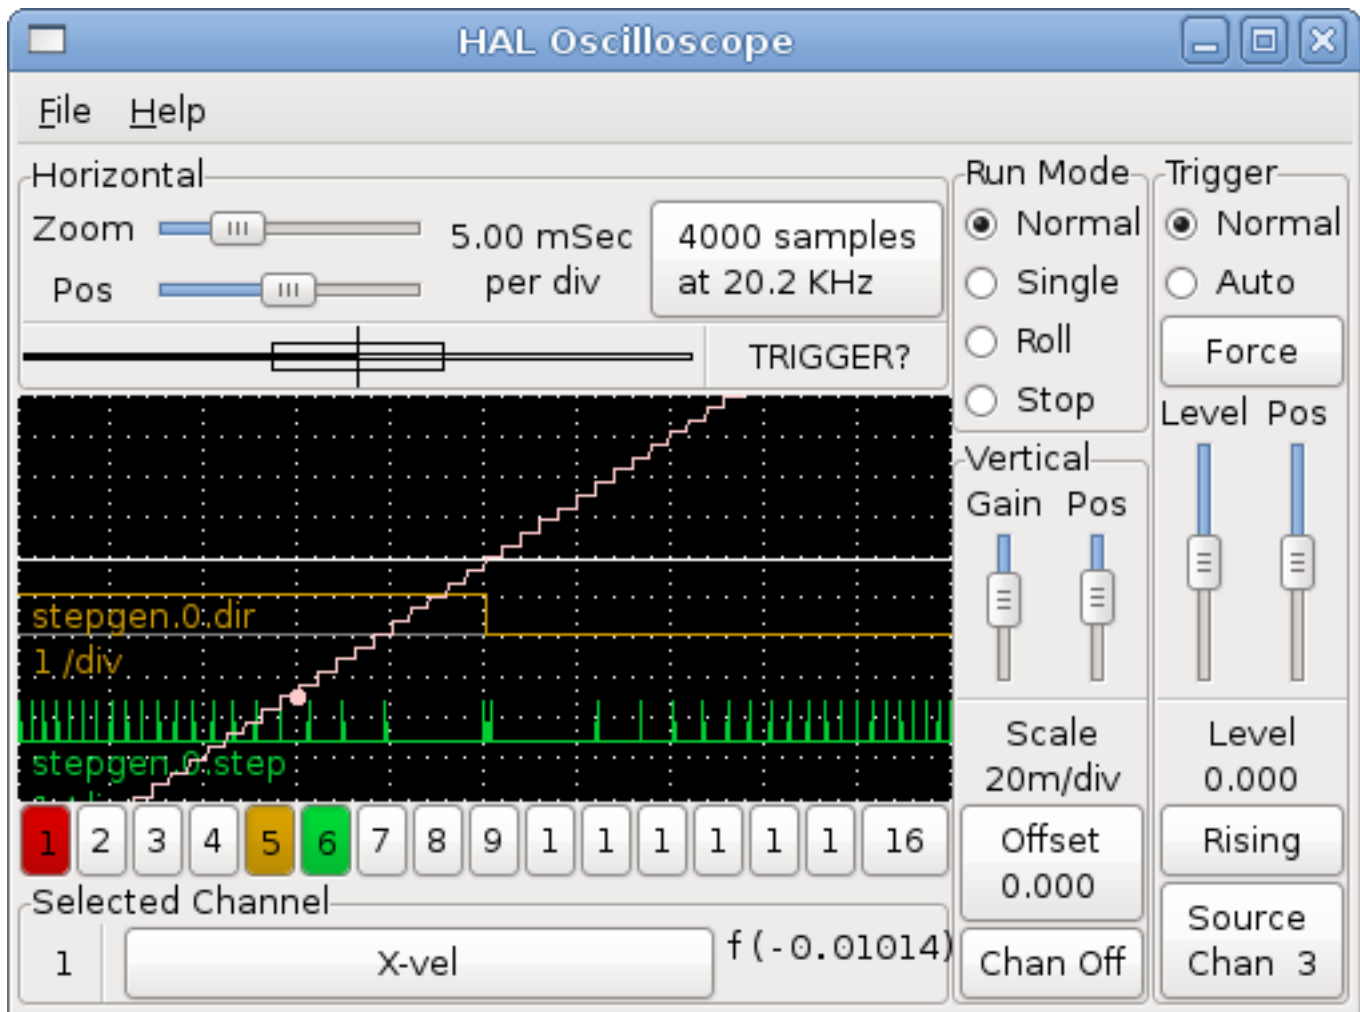 HAL Oscilloscope
File Help
Horizontal
Zoom
Pos
5.00 mSec
per div
4000 samples
at 20.2 KHz
TRIGGER?
Run Mode
Normal
Single
Roll
Stop
Trigger
Normal
Auto
Force
Level Pos
Vertical
Gain Pos
stepgen.0.dir
1 /div
stepgen.0.step
Scale
20m/div
Offset
0.000
Chan Off
Level
0.000
Rising
Source
Chan 3
1 2 3 4 5 6 7 8 9 1 1 1 1 1 1 16
Selected Channel
1
X-vel
f(-0.01014)